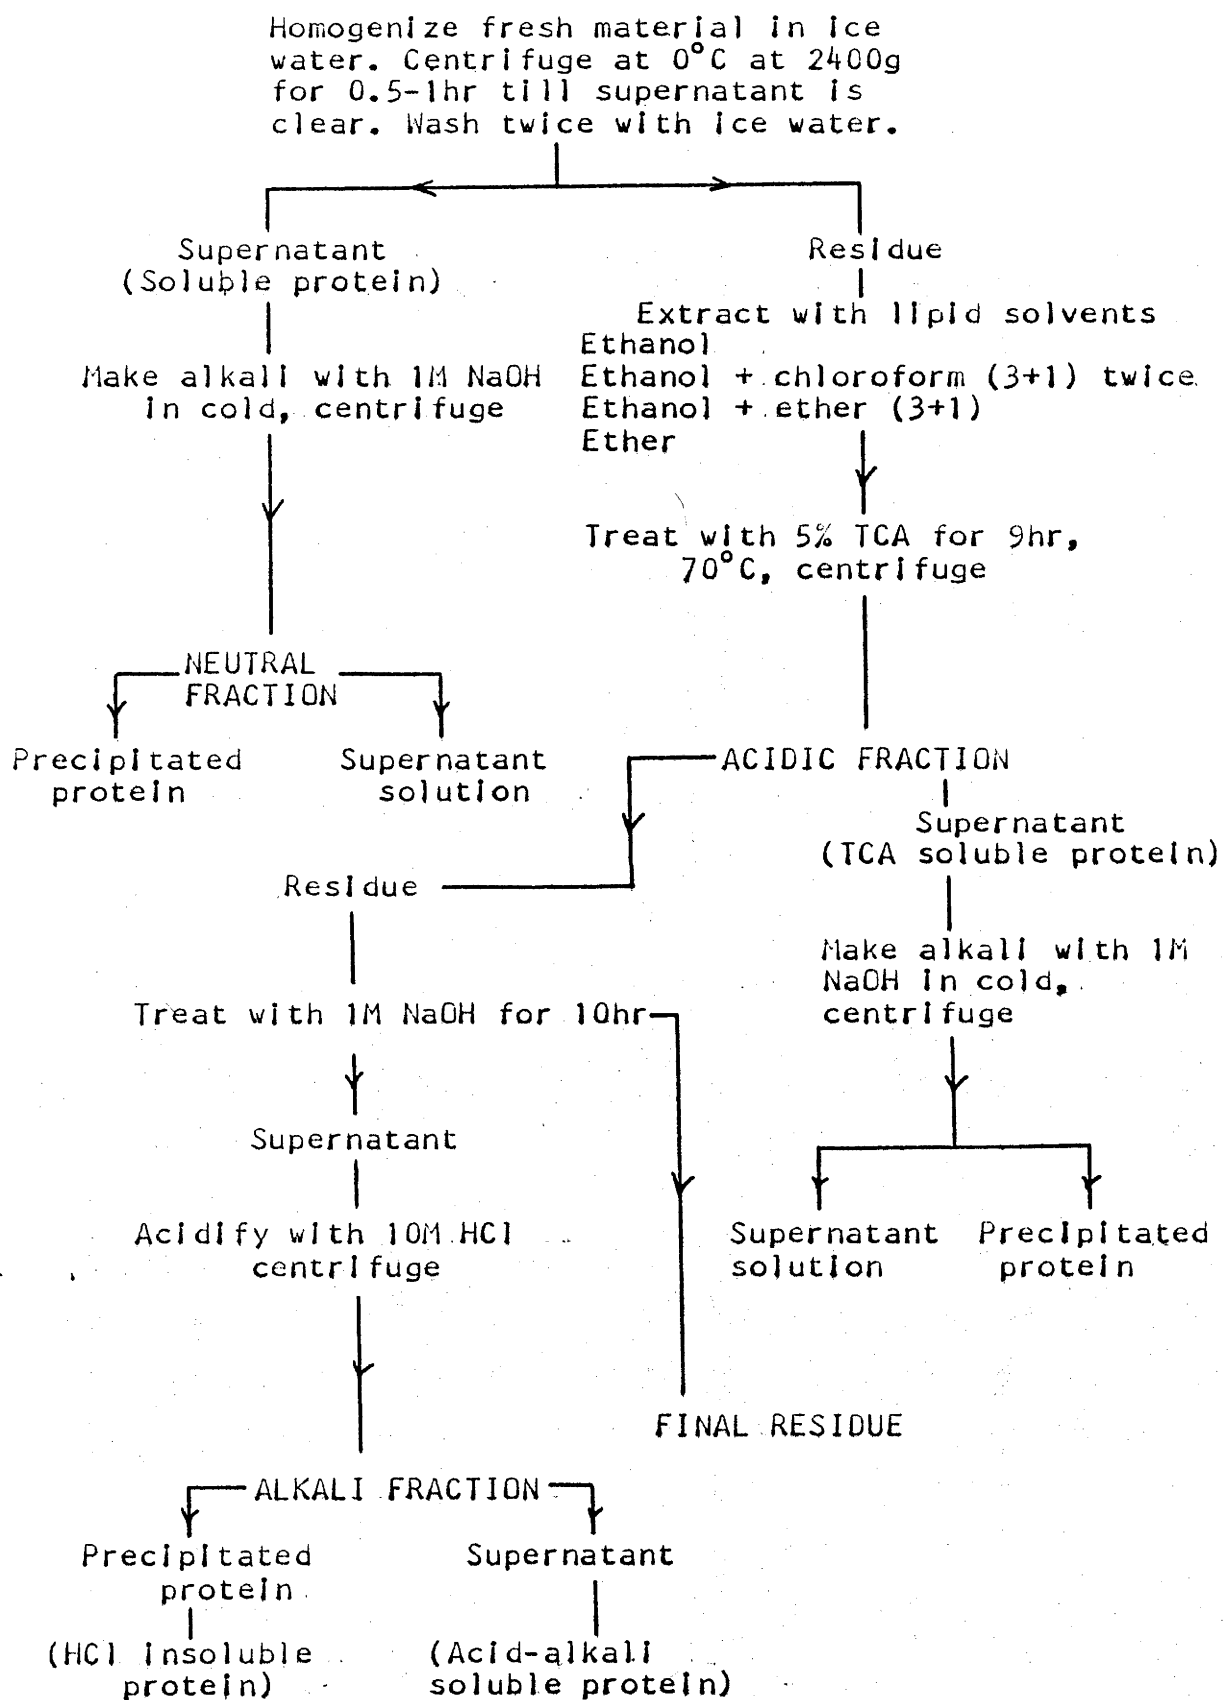 Homogenize fresh material in ice
water. Centrifuge at 0°C at 2400g
for 0.5-1hr till supernatant is
clear. Wash twice with ice water.
Supernatant
(Soluble protein)
Make alkali with 1M NaOH
in cold, centrifuge
NEUTRAL
FRACTION
Precipitated
protein
Supernatant
solution
Residue
Extract with lipid solvents
Ethanol
Ethanol + chloroform (3+1) twice
Ethanol + ether (3+1)
Ether
Treat with 5% TCA for 9hr,
70°C, centrifuge
ACIDIC FRACTION
Supernatant
(TCA soluble protein)
Make alkali with 1M
NaOH in cold,
centrifuge
Supernatant
solution
Precipitated
protein
Residue
Treat with 1M NaOH for 10hr
Supernatant
Acidify with 10M HCl
centrifuge
FINAL RESIDUE
ALKALI FRACTION
Precipitated
protein
(HCl insoluble
protein)
Supernatant
(Acid-alkali
soluble protein)